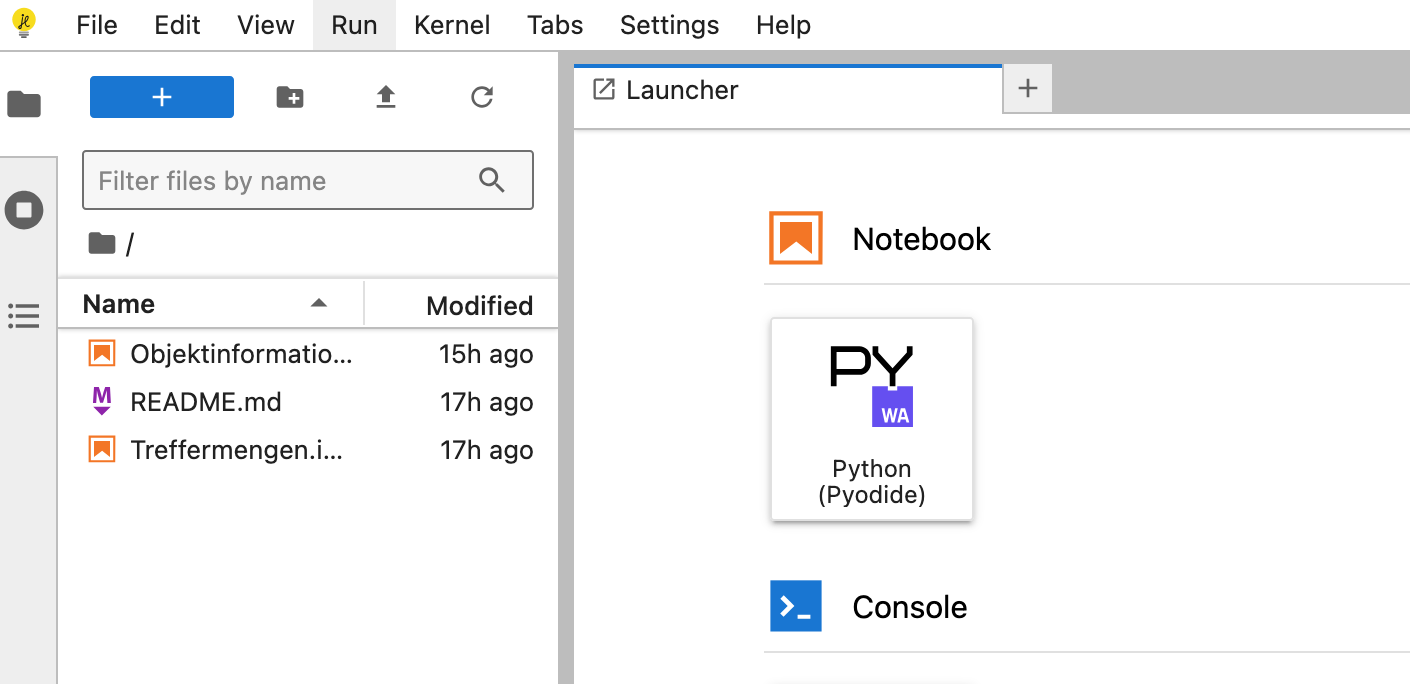 File Edit View Run Kernel Tabs Settings Help
Launcher
Filter files by name
/
Name Modified
Objektinformatio... 15h ago
README.md 17h ago
Treffermengen.i... 17h ago
Notebook
PY
WA
Python
(Pyodide)
Console